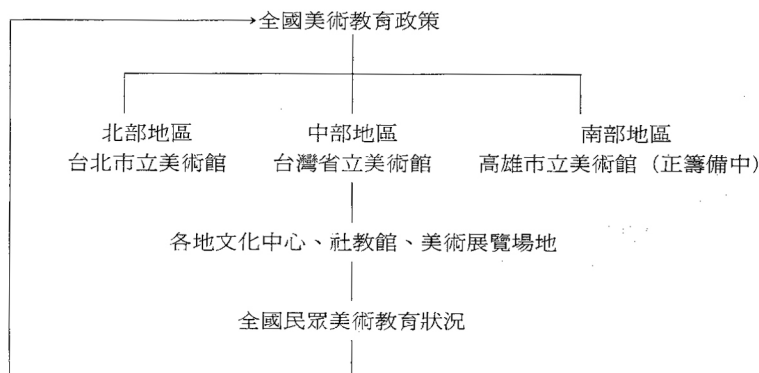 全國美術教育政策
北部地區
台北市立美術館
中部地區
台灣省立美術館
南部地區
高雄市立美術館（正籌備中）
各地文化中心、社教館、美術展覽場地
全國民眾美術教育狀況